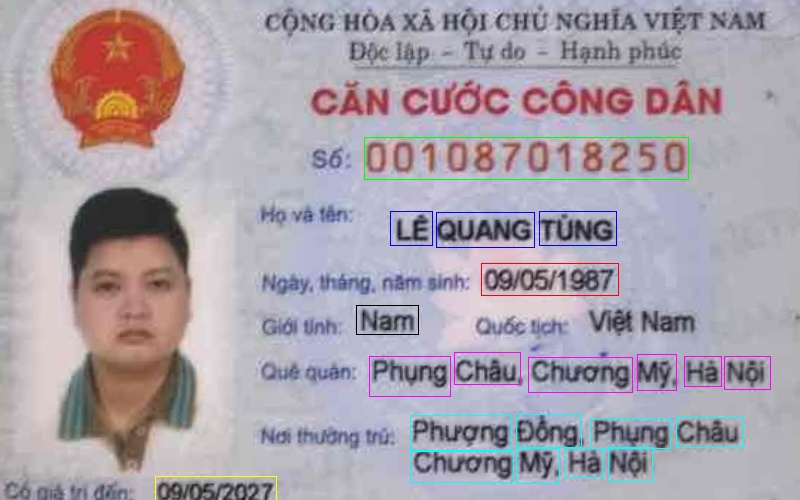 CỘNG HÒA XÃ HỘI CHỦ NGHĨA VIỆT NAM
Độc lập - Tự do - Hạnh phúc
CĂN CƯỚC CÔNG DÂN
Số: 001087018250
Họ và tên:
LÊ QUANG TÙNG
Ngày, tháng, năm sinh: 09/05/1987
Giới tính: Nam Quốc tịch: Việt Nam
Quê quán: Phụng Châu, Chương Mỹ, Hà Nội
Nơi thường trú: Phượng Đồng, Phụng Châu
Chương Mỹ, Hà Nội
Có giá trị đến: 09/05/2027